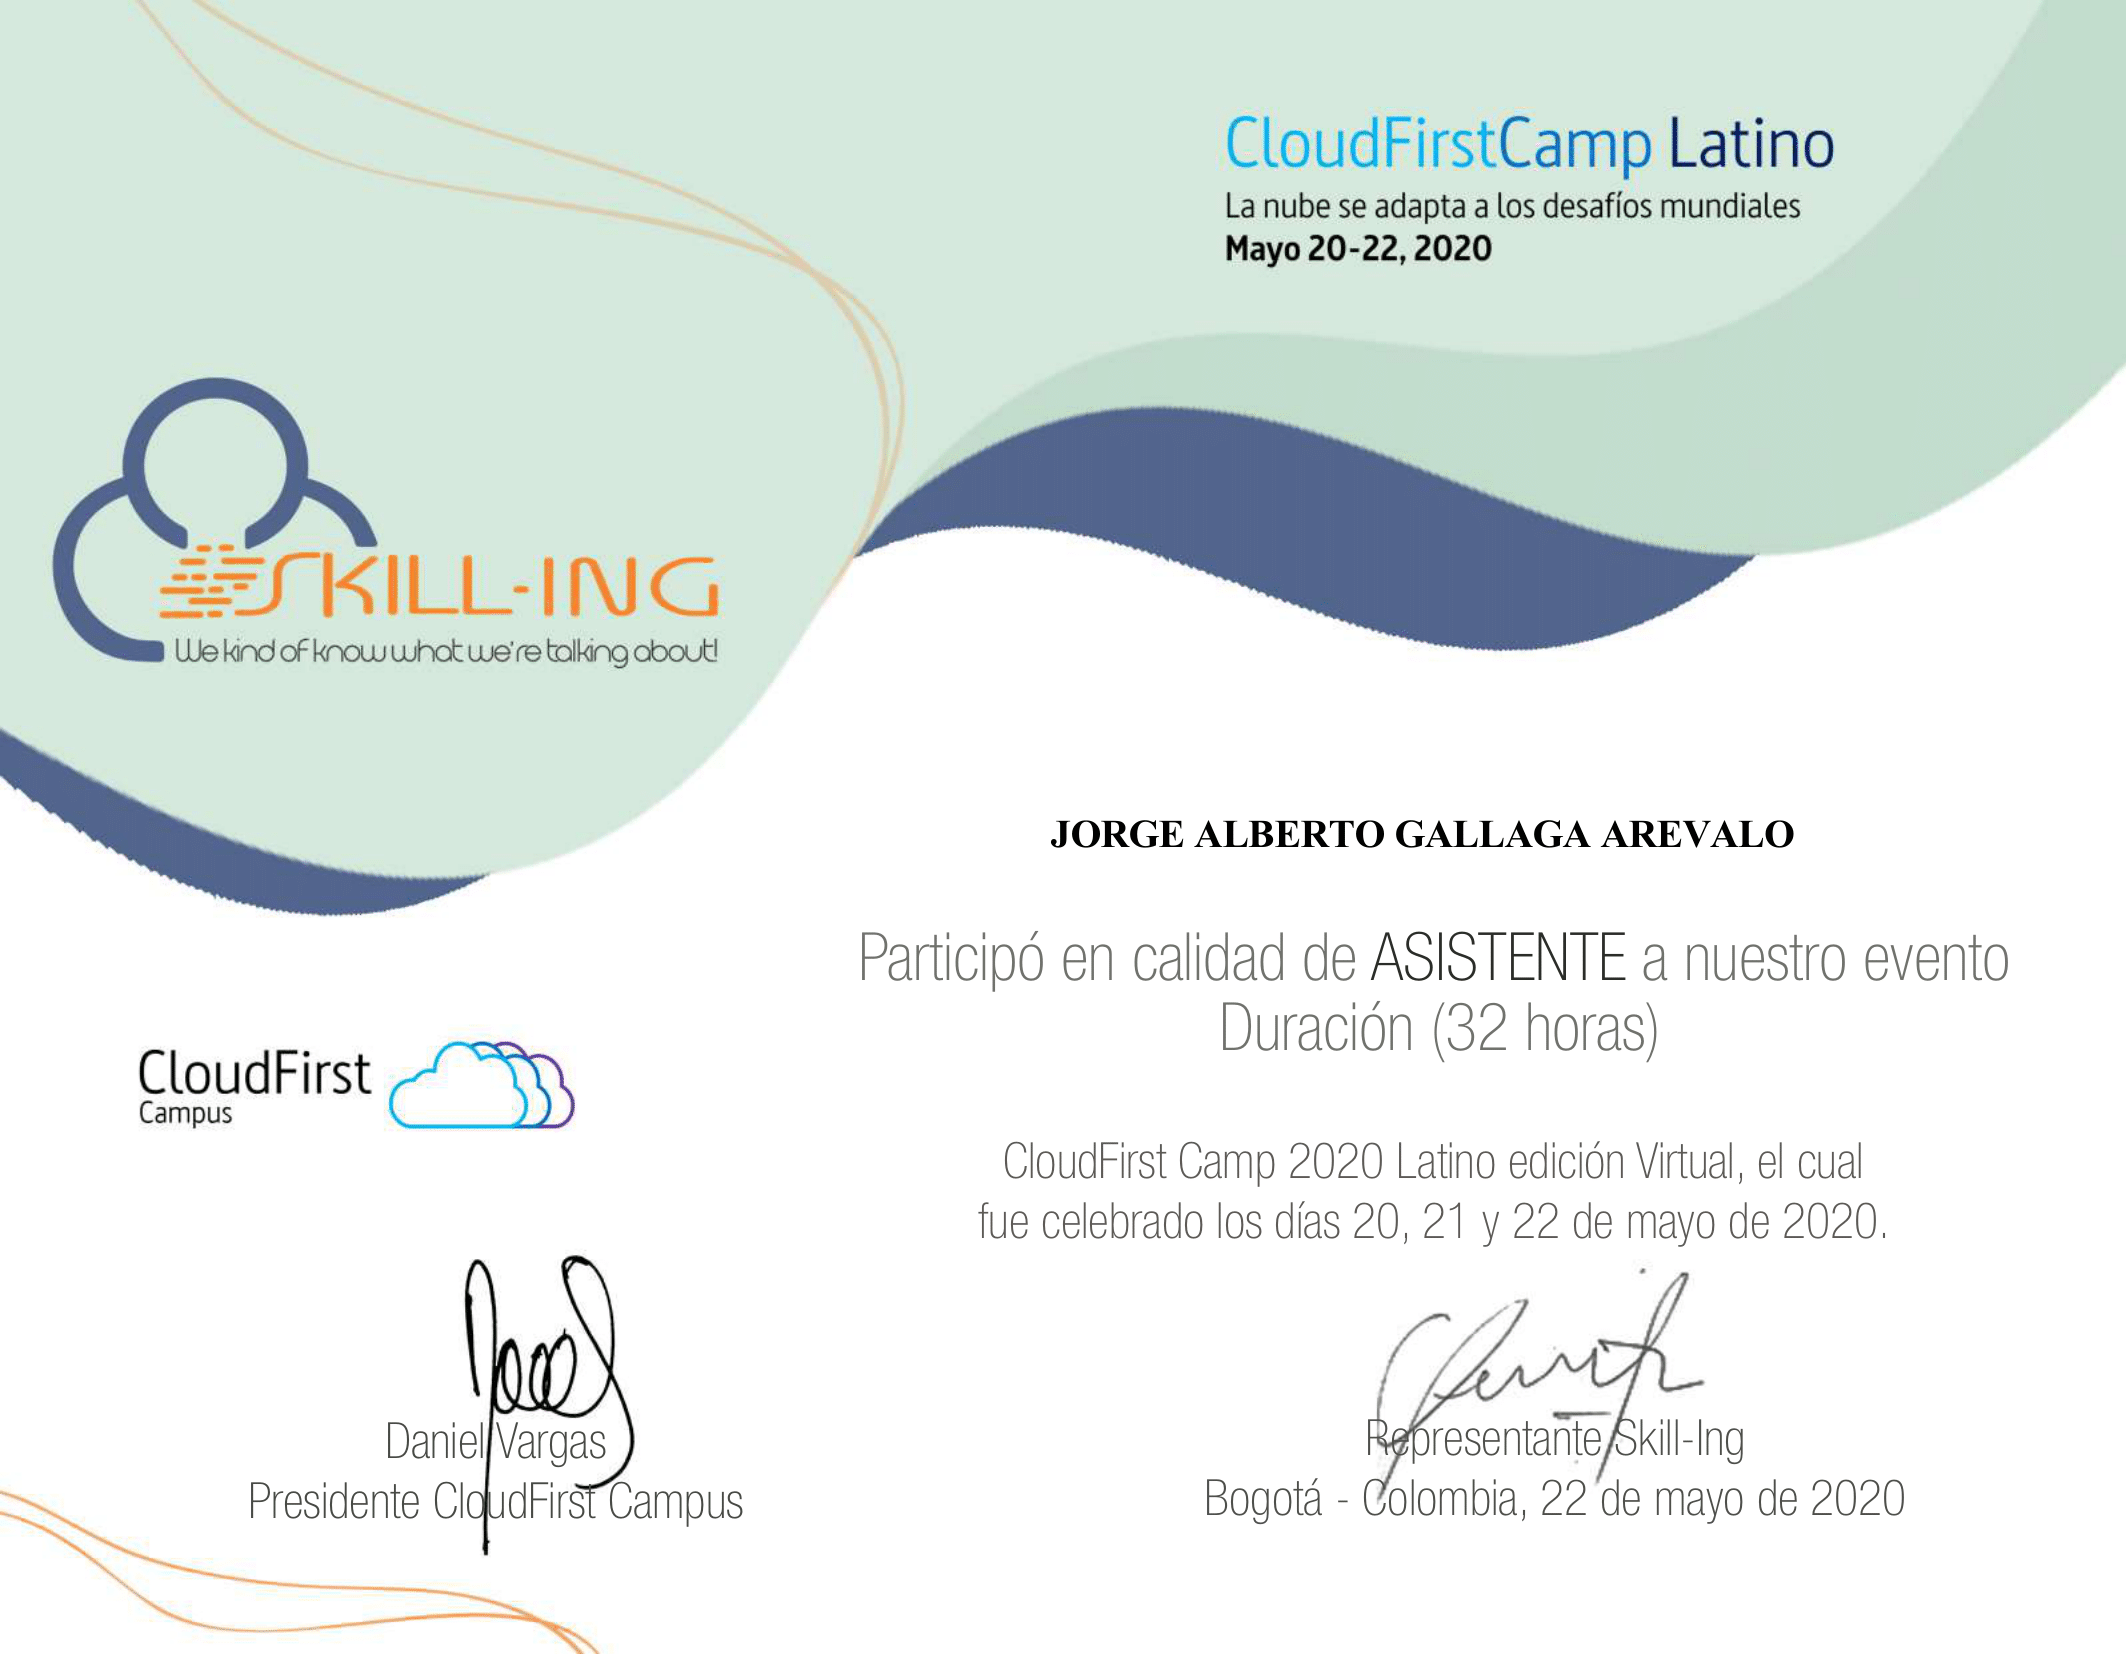 CloudFirstCamp Latino
La nube se adapta a los desafíos mundiales
Mayo 20-22, 2020
SKILL-ING
We kind of know what we're talking about!
JORGE ALBERTO GALLAGA AREVALO
Participó en calidad de ASISTENTE a nuestro evento
Duración (32 horas)
CloudFirst
Campus
CloudFirst Camp 2020 Latino edición Virtual, el cual
fue celebrado los días 20, 21 y 22 de mayo de 2020.
Daniel Vargas
Presidente CloudFirst Campus
Representante Skill-Ing
Bogotá - Colombia, 22 de mayo de 2020